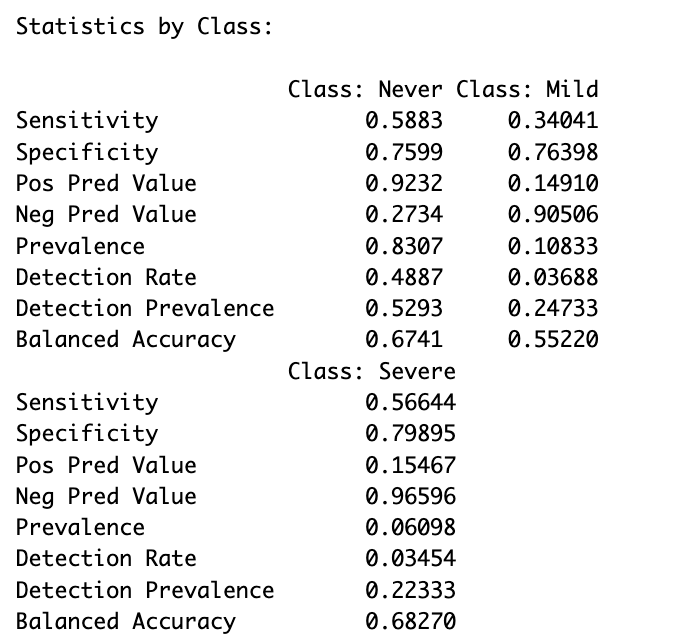 Statistics by Class:

                     Class: Never Class: Mild
Sensitivity                0.5883     0.34041
Specificity                0.7599     0.76398
Pos Pred Value             0.9232     0.14910
Neg Pred Value             0.2734     0.90506
Prevalence                 0.8307     0.10833
Detection Rate             0.4887     0.03688
Detection Prevalence       0.5293     0.24733
Balanced Accuracy          0.6741     0.55220
                     Class: Severe
Sensitivity                0.56644
Specificity                0.79895
Pos Pred Value             0.15467
Neg Pred Value             0.96596
Prevalence                 0.06098
Detection Rate             0.03454
Detection Prevalence       0.22333
Balanced Accuracy          0.68270